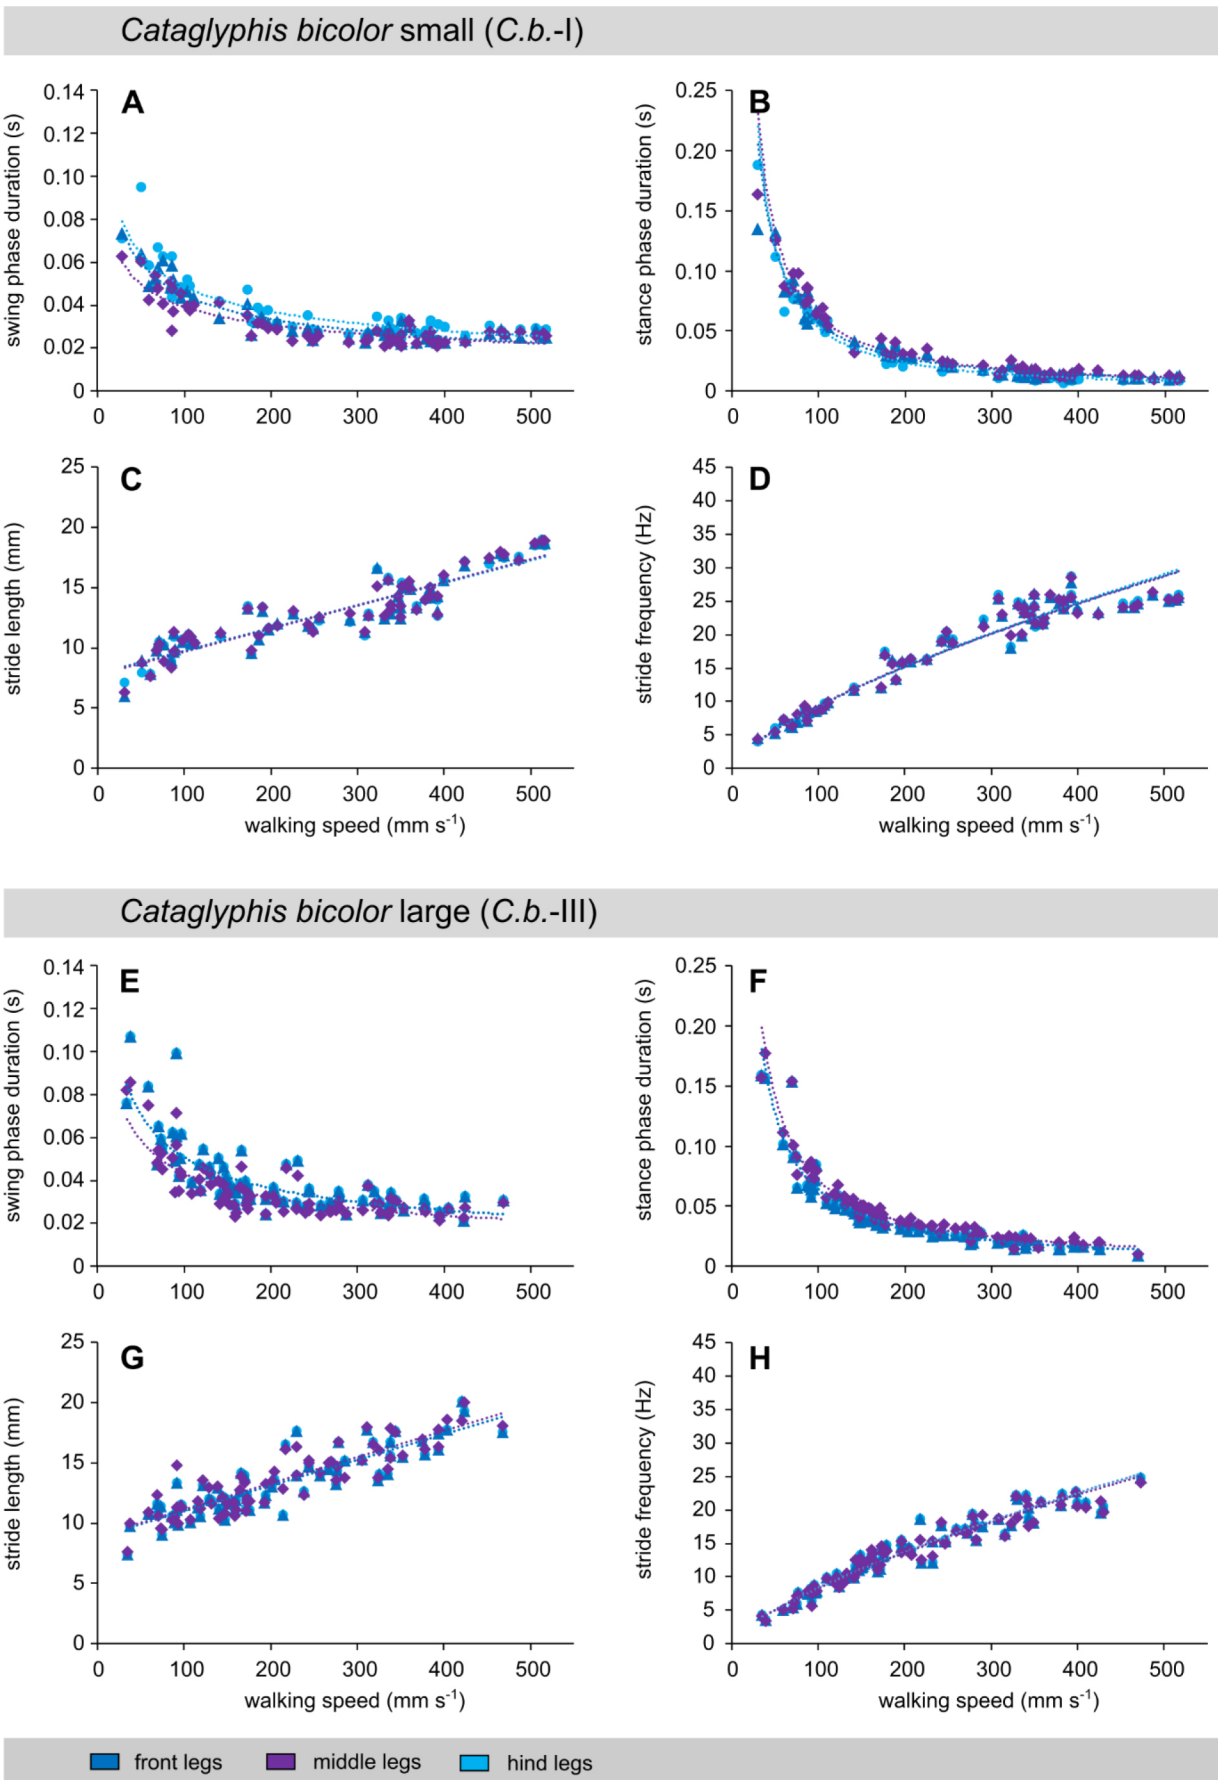 Cataglyphis bicolor small (C.b.-I)
A
swing phase duration (s)
0.14
0.12
0.10
0.08
0.06
0.04
0.02
0
0 100 200 300 400 500
B
stance phase duration (s)
0.25
0.20
0.15
0.10
0.05
0
0 100 200 300 400 500
C
stride length (mm)
25
20
15
10
5
0
0 100 200 300 400 500
walking speed (mm s⁻¹)
D
stride frequency (Hz)
45
40
35
30
25
20
15
10
5
0
0 100 200 300 400 500
walking speed (mm s⁻¹)
Cataglyphis bicolor large (C.b.-III)
E
swing phase duration (s)
0.14
0.12
0.10
0.08
0.06
0.04
0.02
0
0 100 200 300 400 500
F
stance phase duration (s)
0.25
0.20
0.15
0.10
0.05
0
0 100 200 300 400 500
G
stride length (mm)
25
20
15
10
5
0
0 100 200 300 400 500
walking speed (mm s⁻¹)
H
stride frequency (Hz)
45
40
35
30
25
20
15
10
5
0
0 100 200 300 400 500
walking speed (mm s⁻¹)
front legs middle legs hind legs